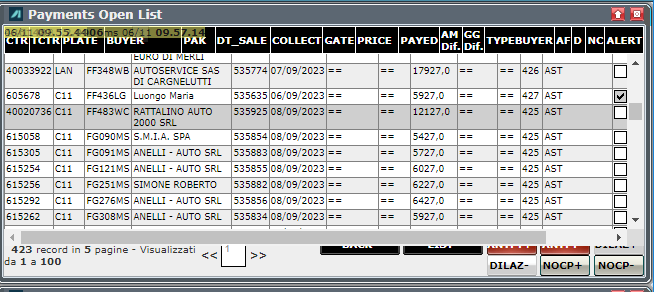 Payments Open List
06/11 09.55.4406ms 06/11 09.57.14
CTR TCTR PLATE BUYER PAK DT_SALE COLLECT GATE PRICE PAYED AM Dif. GG Dif. TYPEBUYER AF D NC ALERT
EURO DI MERLI
40033922 LAN FF348WB AUTOSERVICE SAS DI CARGNELUTTI 535774 07/09/2023 == == 17927,0 == == 426 AST
605678 C11 FF436LG Luongo Maria 535635 06/09/2023 == == 5927,0 == == 427 AST
40020736 C11 FF483WC RATTALINO AUTO 2000 SRL 535925 08/09/2023 == == 12127,0 == == 425 AST
615058 C11 FG090MS S.M.I.A. SPA 535854 08/09/2023 == == 5427,0 == == 425 AST
615305 C11 FG091MS ANELLI - AUTO SRL 535883 08/09/2023 == == 5727,0 == == 425 AST
615254 C11 FG121MS ANELLI - AUTO SRL 535855 08/09/2023 == == 6027,0 == == 425 AST
615256 C11 FG251MS SIMONE ROBERTO 535882 08/09/2023 == == 6227,0 == == 425 AST
615292 C11 FG276MS ANELLI - AUTO SRL 535856 08/09/2023 == == 6427,0 == == 425 AST
615262 C11 FG308MS ANELLI - AUTO SRL 535834 08/09/2023 == == 5927,0 == == 425 AST
423 record in 5 pagine - Visualizzati da 1 a 100
<< 1 >>
DILAZ- NOCP+ NOCP-